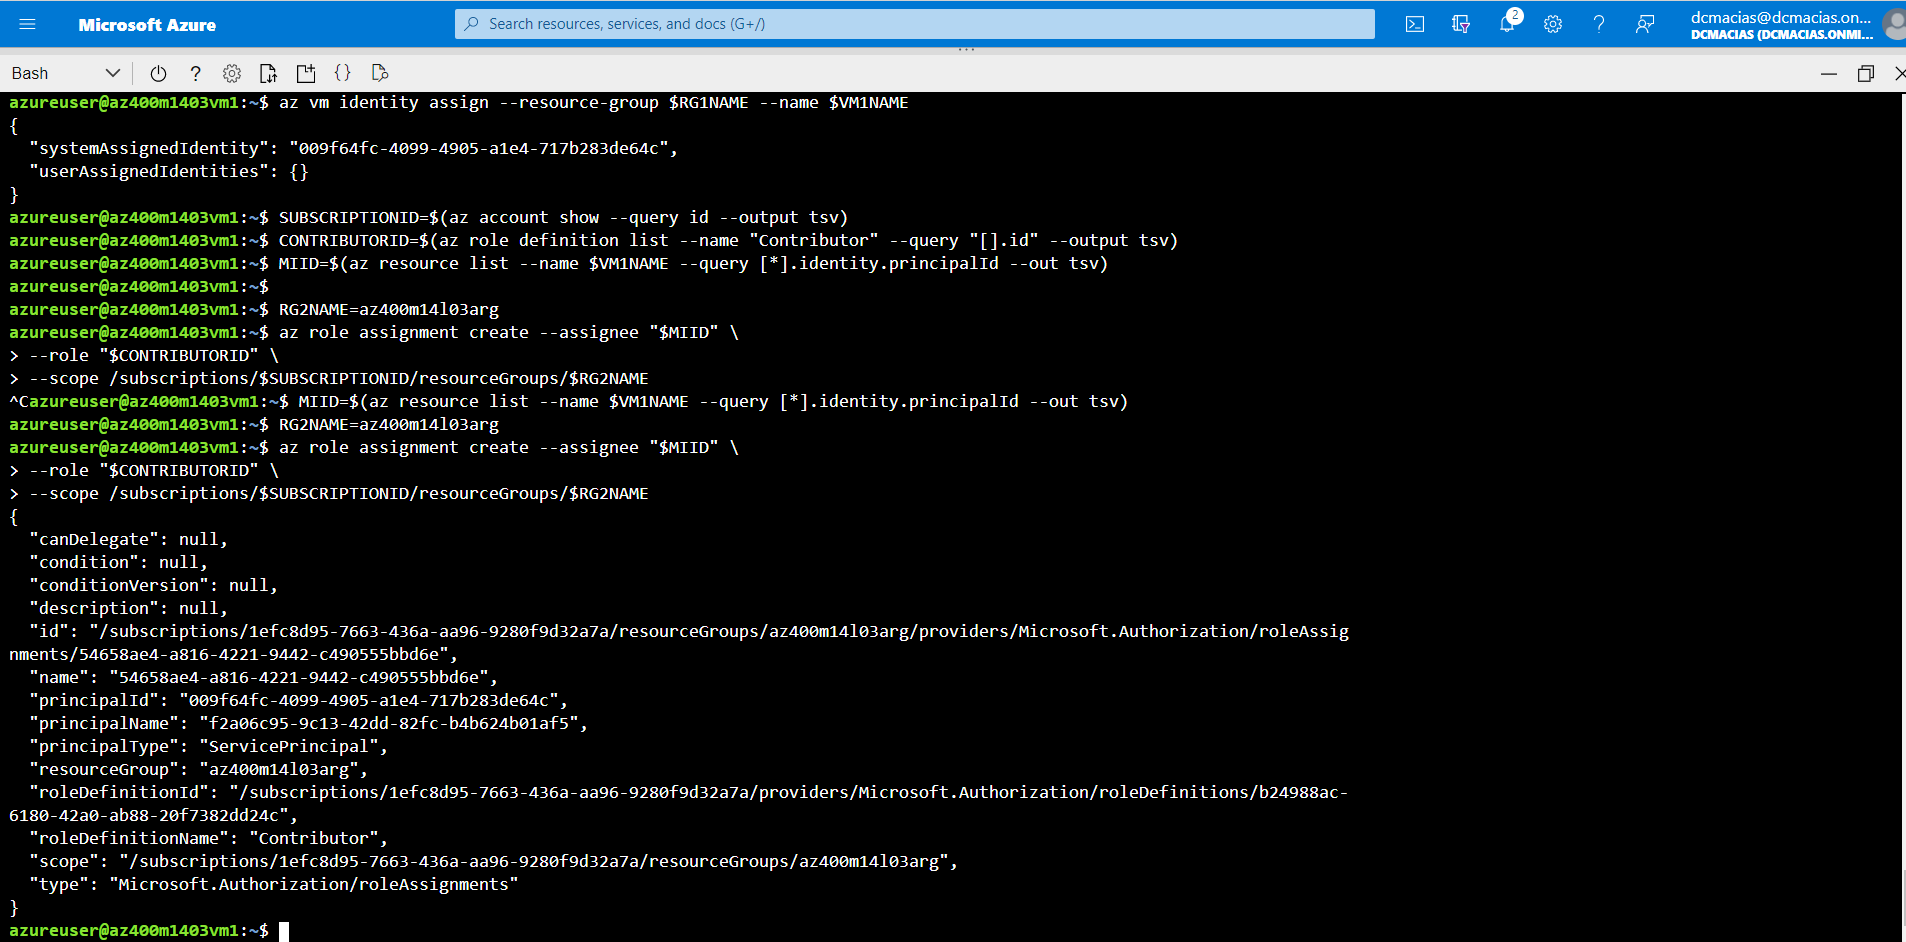 Microsoft Azure
Search resources, services, and docs (G+/)
2
dcmacias@dcmacias.on...
DCMACIAS (DCMACIAS.ONMI...
Bash
azureuser@az400m1403vm1:~$ az vm identity assign --resource-group $RG1NAME --name $VM1NAME
{
"systemAssignedIdentity": "009f64fc-4099-4905-a1e4-717b283de64c",
"userAssignedIdentities": {}
}
azureuser@az400m1403vm1:~$ SUBSCRIPTIONID=$(az account show --query id --output tsv)
azureuser@az400m1403vm1:~$ CONTRIBUTORID=$(az role definition list --name "Contributor" --query "[].id" --output tsv)
azureuser@az400m1403vm1:~$ MIID=$(az resource list --name $VM1NAME --query [*].identity.principalId --out tsv)
azureuser@az400m1403vm1:~$
azureuser@az400m1403vm1:~$ RG2NAME=az400m14l03arg
azureuser@az400m1403vm1:~$ az role assignment create --assignee "$MIID" \
> --role "$CONTRIBUTORID" \
> --scope /subscriptions/$SUBSCRIPTIONID/resourceGroups/$RG2NAME
^Cazureuser@az400m1403vm1:~$ MIID=$(az resource list --name $VM1NAME --query [*].identity.principalId --out tsv)
azureuser@az400m1403vm1:~$ RG2NAME=az400m14l03arg
azureuser@az400m1403vm1:~$ az role assignment create --assignee "$MIID" \
> --role "$CONTRIBUTORID" \
> --scope /subscriptions/$SUBSCRIPTIONID/resourceGroups/$RG2NAME
{
"canDelegate": null,
"condition": null,
"conditionVersion": null,
"description": null,
"id": "/subscriptions/1efc8d95-7663-436a-aa96-9280f9d32a7a/resourceGroups/az400m14l03arg/providers/Microsoft.Authorization/roleAssig
nments/54658ae4-a816-4221-9442-c490555bbd6e",
"name": "54658ae4-a816-4221-9442-c490555bbd6e",
"principalId": "009f64fc-4099-4905-a1e4-717b283de64c",
"principalName": "f2a06c95-9c13-42dd-82fc-b4b624b01af5",
"principalType": "ServicePrincipal",
"resourceGroup": "az400m14l03arg",
"roleDefinitionId": "/subscriptions/1efc8d95-7663-436a-aa96-9280f9d32a7a/providers/Microsoft.Authorization/roleDefinitions/b24988ac-
6180-42a0-ab88-20f7382dd24c",
"roleDefinitionName": "Contributor",
"scope": "/subscriptions/1efc8d95-7663-436a-aa96-9280f9d32a7a/resourceGroups/az400m14l03arg",
"type": "Microsoft.Authorization/roleAssignments"
}
azureuser@az400m1403vm1:~$